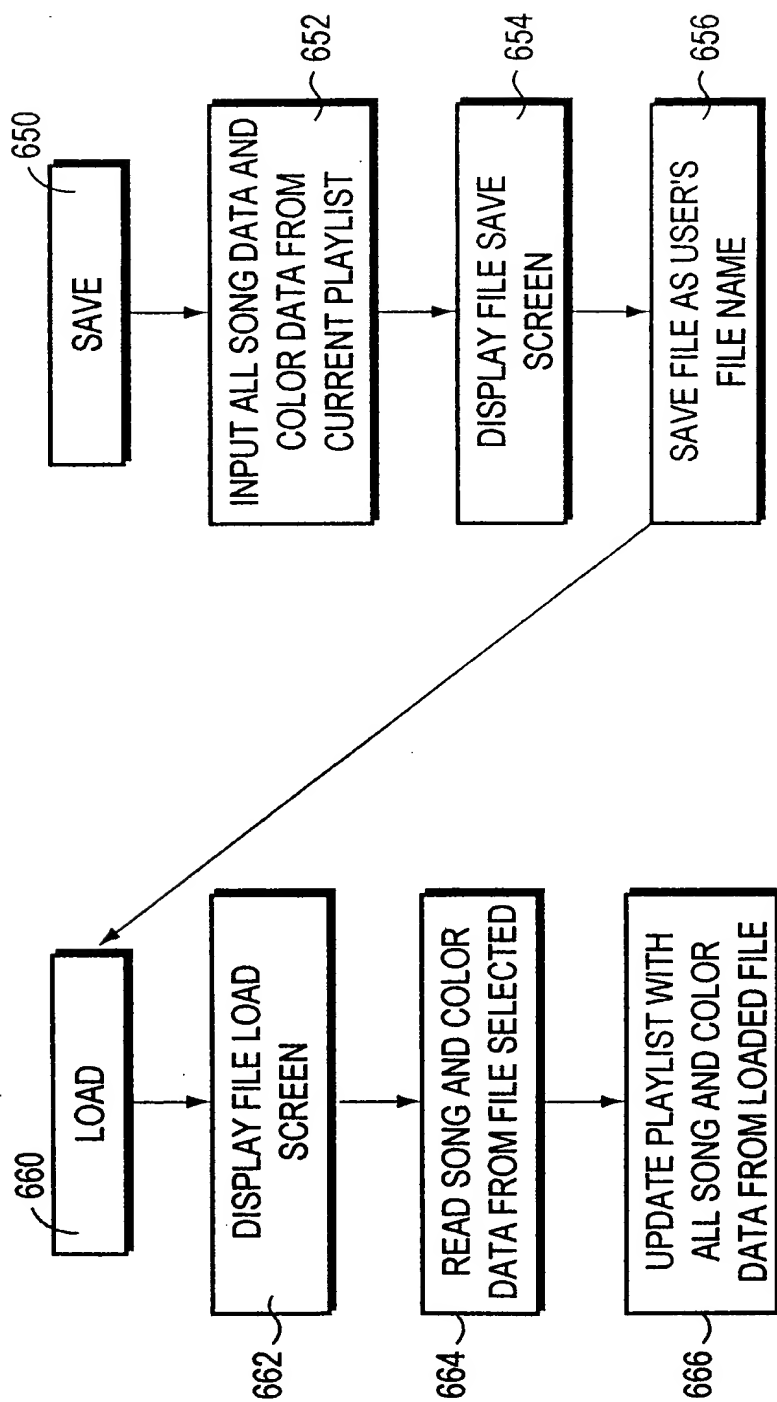 650
SAVE
652
INPUT ALL SONG DATA AND
COLOR DATA FROM
CURRENT PLAYLIST
654
DISPLAY FILE SAVE
SCREEN
656
SAVE FILE AS USER'S
FILE NAME
660
LOAD
662
DISPLAY FILE LOAD
SCREEN
664
READ SONG AND COLOR
DATA FROM FILE SELECTED
666
UPDATE PLAYLIST WITH
ALL SONG AND COLOR
DATA FROM LOADED FILE